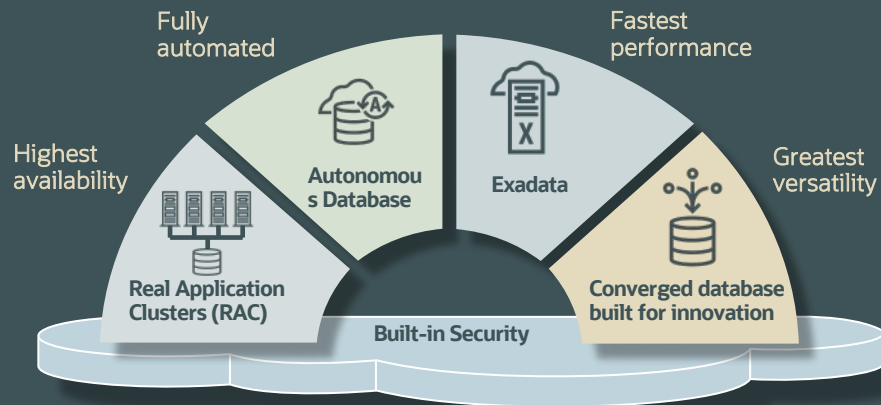 Fully
automated
Fastest
performance
Highest
availability
Greatest
versatility
A
Autonomou
s Database
X
Exadata
Real Application
Clusters (RAC)
Converged database
built for innovation
Built-in Security